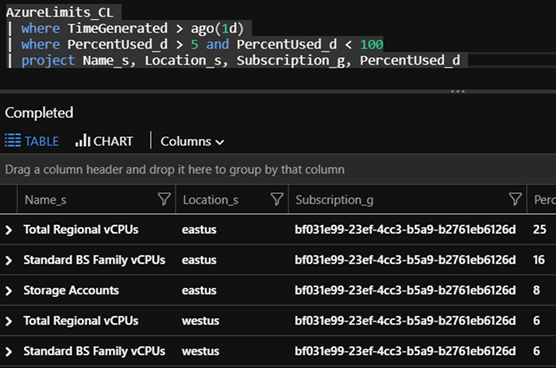 AzureLimits_CL
| where TimeGenerated > ago(1d)
| where PercentUsed_d > 5 and PercentUsed_d < 100
| project Name_s, Location_s, Subscription_g, PercentUsed_d
Completed
TABLE CHART Columns
Drag a column header and drop it here to group by that column
Name_s Location_s Subscription_g Perc
Total Regional vCPUs eastus bf031e99-23ef-4cc3-b5a9-b2761eb6126d 25
Standard BS Family vCPUs eastus bf031e99-23ef-4cc3-b5a9-b2761eb6126d 16
Storage Accounts eastus bf031e99-23ef-4cc3-b5a9-b2761eb6126d 8
Total Regional vCPUs westus bf031e99-23ef-4cc3-b5a9-b2761eb6126d 6
Standard BS Family vCPUs westus bf031e99-23ef-4cc3-b5a9-b2761eb6126d 6